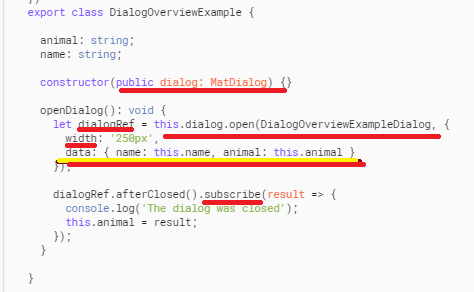 })
export class DialogOverviewExample {
animal: string;
name: string;
constructor(public dialog: MatDialog) {}
openDialog(): void {
let dialogRef = this.dialog.open(DialogOverviewExampleDialog, {
width: '250px',
data: { name: this.name, animal: this.animal }
});
dialogRef.afterClosed().subscribe(result => {
console.log('The dialog was closed');
this.animal = result;
});
}
}